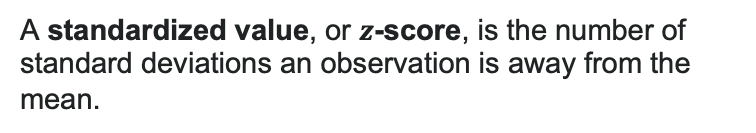 A standardized value, or z-score, is the number of
standard deviations an observation is away from the
mean.